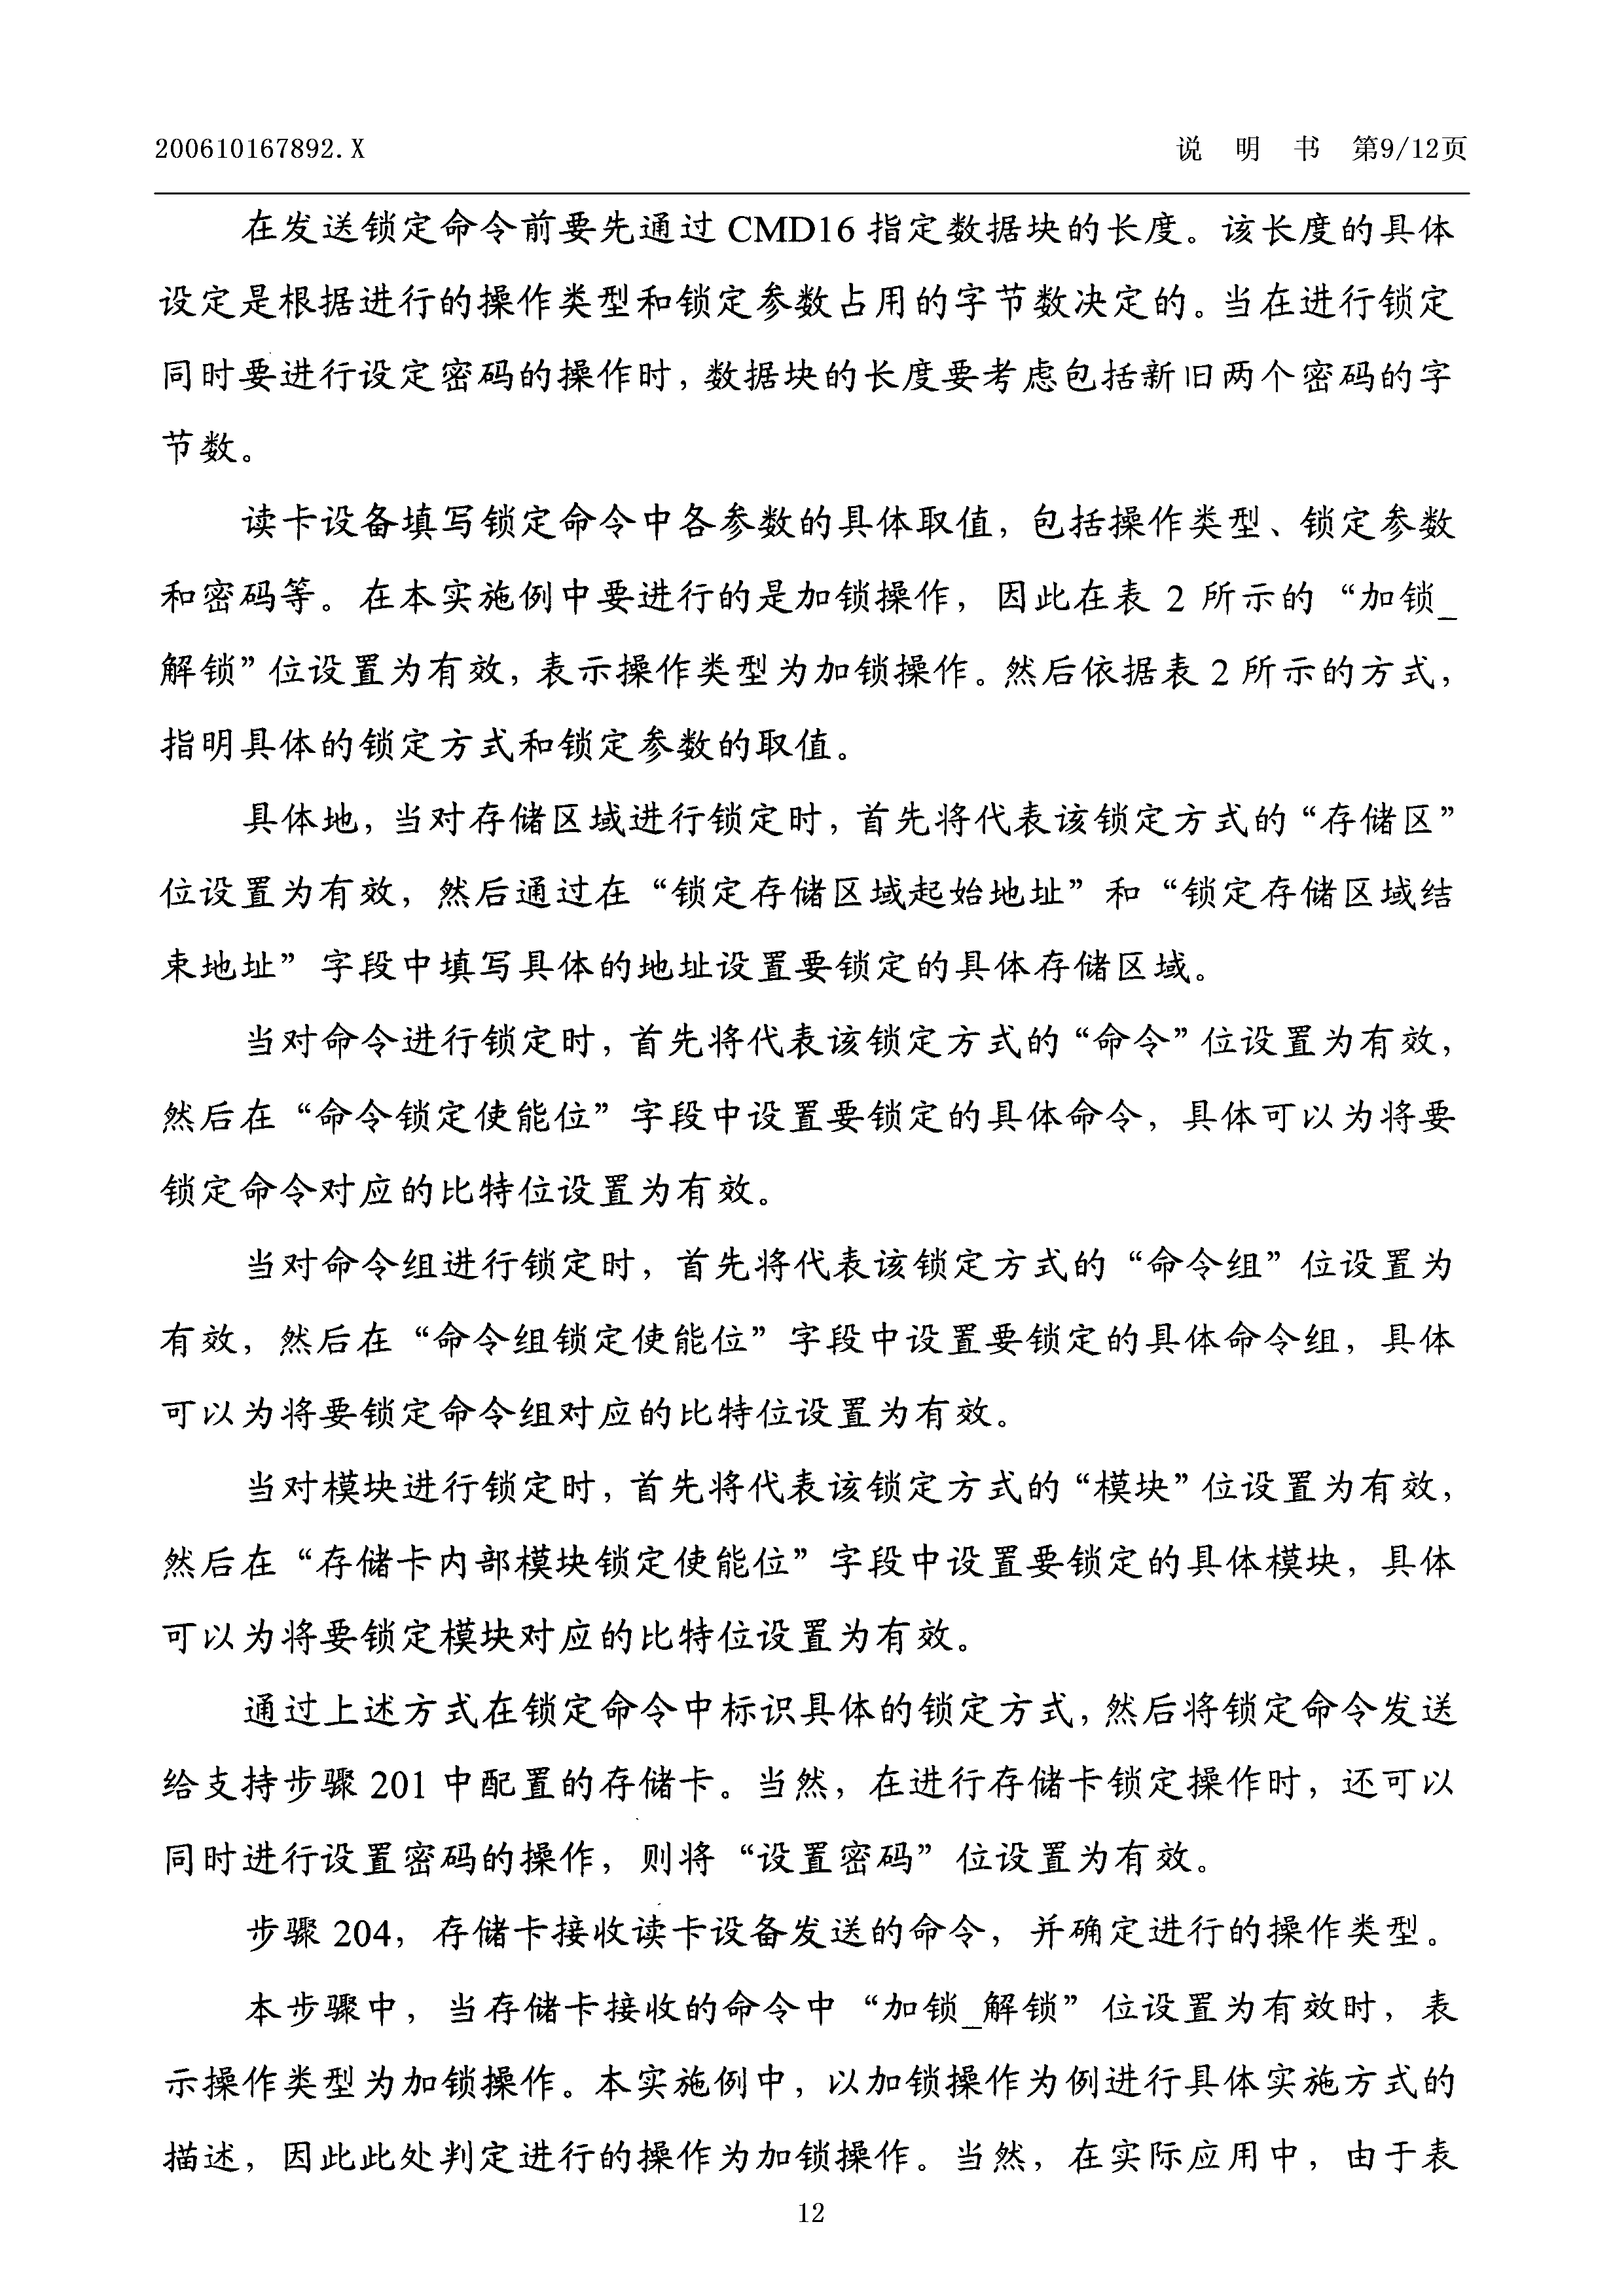 200610167892.X 说 明 书 第9/12页
在发送锁定命令前要先通过 CMD16 指定数据块的长度。该长度的具体
设定是根据进行的操作类型和锁定参数占用的字节数决定的。当在进行锁定
同时要进行设定密码的操作时，数据块的长度要考虑包括新旧两个密码的字
节数。
读卡设备填写锁定命令中各参数的具体取值，包括操作类型、锁定参数
和密码等。在本实施例中要进行的是加锁操作，因此在表 2 所示的“加锁_
解锁”位设置为有效，表示操作类型为加锁操作。然后依据表 2 所示的方式，
指明具体的锁定方式和锁定参数的取值。
具体地，当对存储区域进行锁定时，首先将代表该锁定方式的“存储区”
位设置为有效，然后通过在“锁定存储区域起始地址”和“锁定存储区域结
束地址”字段中填写具体的地址设置要锁定的具体存储区域。
当对命令进行锁定时，首先将代表该锁定方式的“命令”位设置为有效，
然后在“命令锁定使能位”字段中设置要锁定的具体命令，具体可以为将要
锁定命令对应的比特位设置为有效。
当对命令组进行锁定时，首先将代表该锁定方式的“命令组”位设置为
有效，然后在“命令组锁定使能位”字段中设置要锁定的具体命令组，具体
可以为将要锁定命令组对应的比特位设置为有效。
当对模块进行锁定时，首先将代表该锁定方式的“模块”位设置为有效，
然后在“存储卡内部模块锁定使能位”字段中设置要锁定的具体模块，具体
可以为将要锁定模块对应的比特位设置为有效。
通过上述方式在锁定命令中标识具体的锁定方式，然后将锁定命令发送
给支持步骤 201 中配置的存储卡。当然，在进行存储卡锁定操作时，还可以
同时进行设置密码的操作，则将“设置密码”位设置为有效。
步骤 204，存储卡接收读卡设备发送的命令，并确定进行的操作类型。
本步骤中，当存储卡接收的命令中“加锁_解锁”位设置为有效时，表
示操作类型为加锁操作。本实施例中，以加锁操作为例进行具体实施方式的
描述，因此此处判定进行的操作为加锁操作。当然，在实际应用中，由于表
12